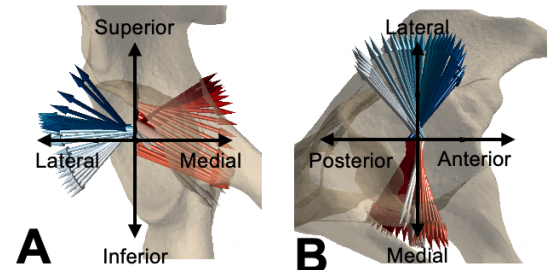 Superior
Lateral Medial
Inferior
A
Lateral
Posterior Anterior
Medial
B